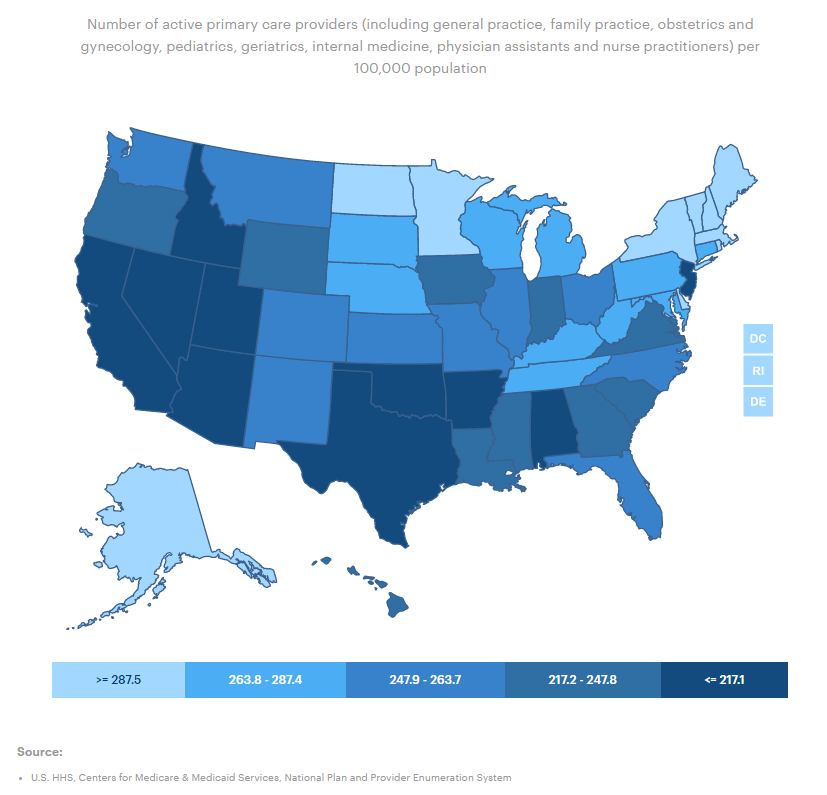 Number of active primary care providers (including general practice, family practice, obstetrics and
gynecology, pediatrics, geriatrics, internal medicine, physician assistants and nurse practitioners) per
100,000 population
DC
RI
DE
>= 287.5
263.8 - 287.4
247.9 - 263.7
217.2 - 247.8
<= 217.1
Source:
• U.S. HHS, Centers for Medicare & Medicaid Services, National Plan and Provider Enumeration System